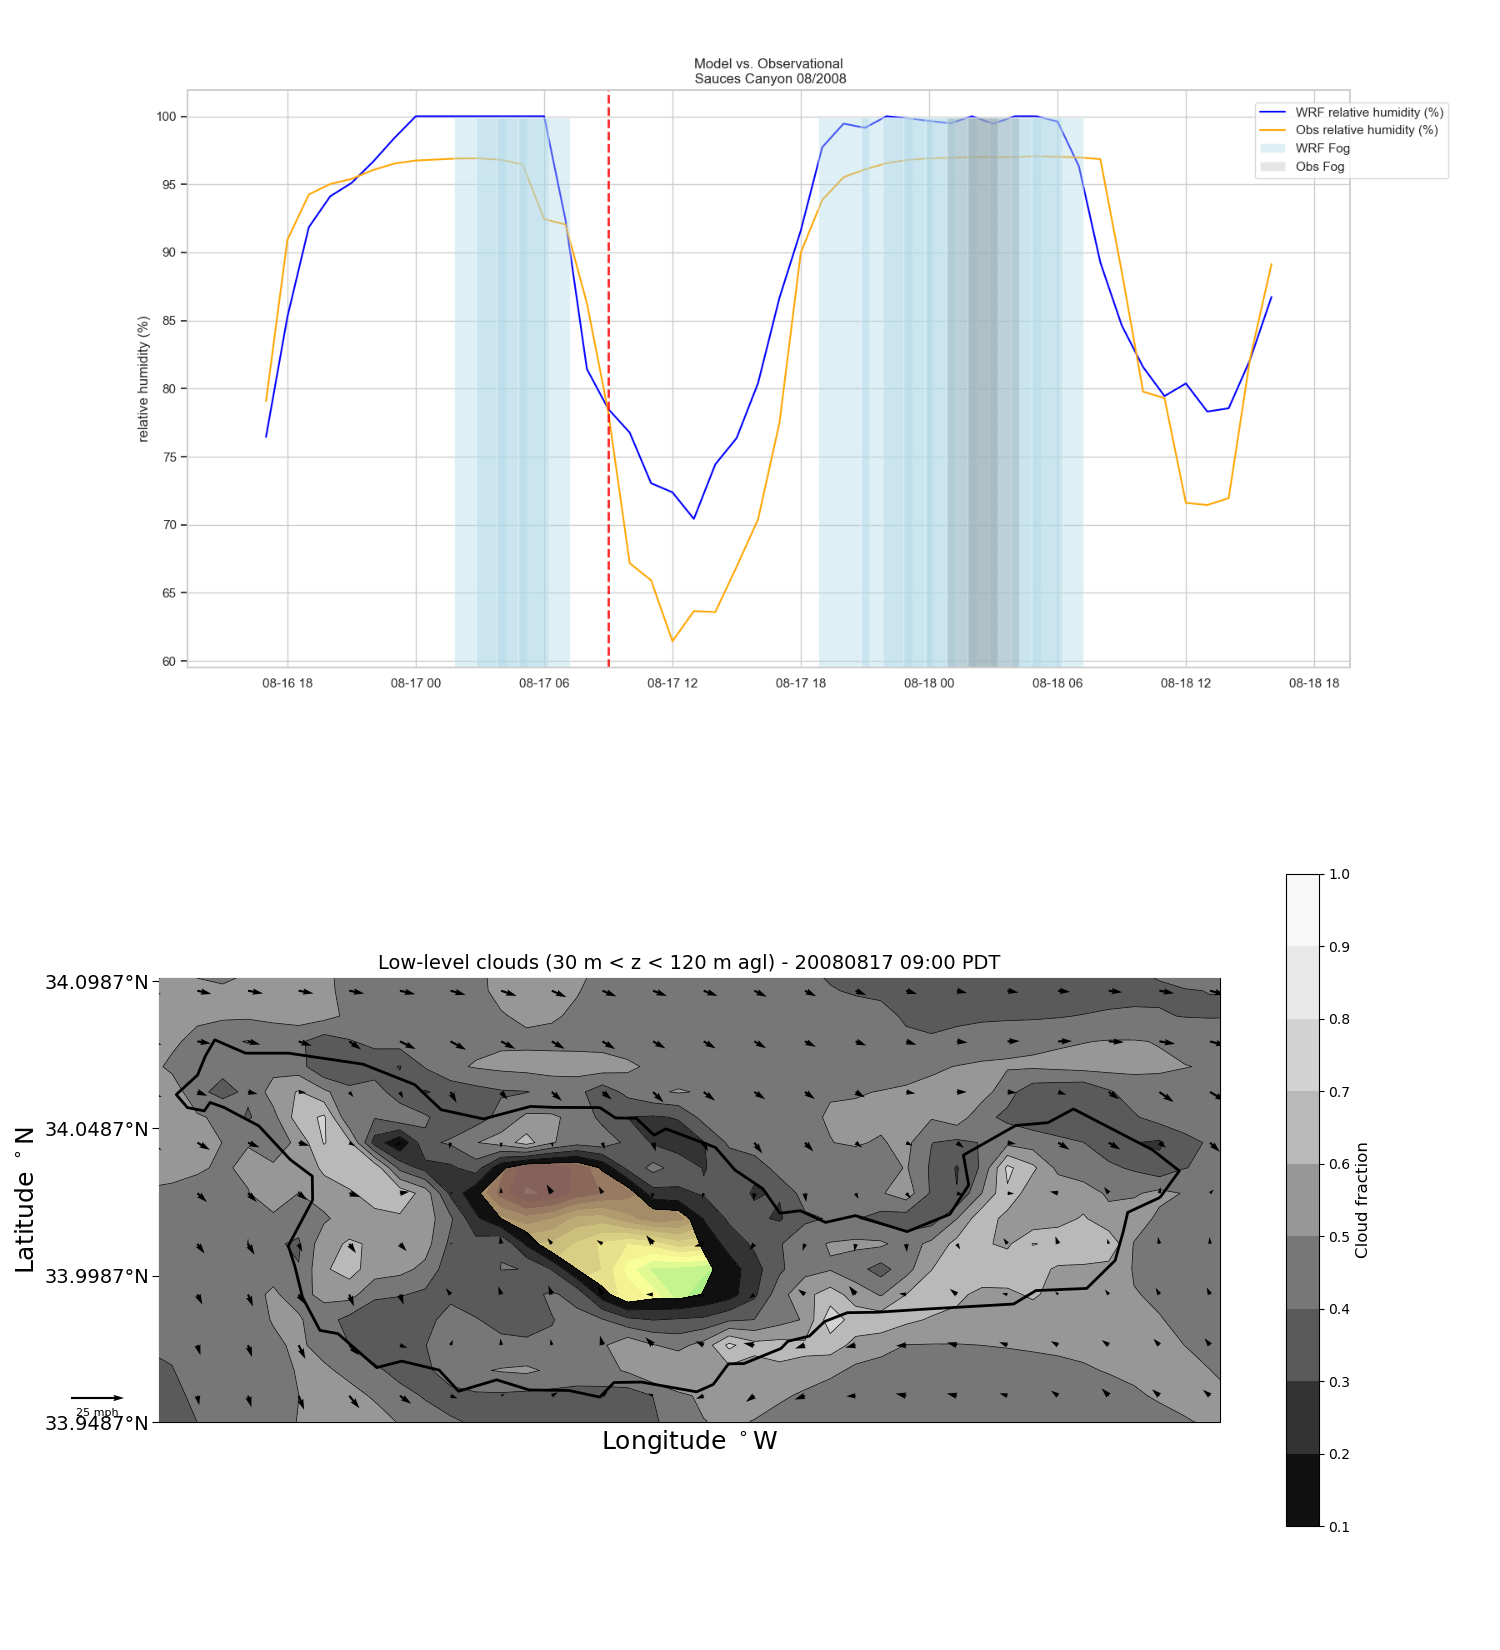 Model vs. Observational
Sauces Canyon 08/2008
WRF relative humidity (%)
Obs relative humidity (%)
WRF Fog
Obs Fog
100
95
90
85
80
75
70
65
60
relative humidity (%)
08-16 18
08-17 00
08-17 06
08-17 12
08-17 18
08-18 00
08-18 06
08-18 12
08-18 18
Low-level clouds (30 m < z < 120 m agl) - 20080817 09:00 PDT
34.0987°N
34.0487°N
33.9987°N
33.9487°N
Latitude °N
25 mph
Longitude °W
1.0
0.9
0.8
0.7
0.6
0.5
0.4
0.3
0.2
0.1
Cloud fraction